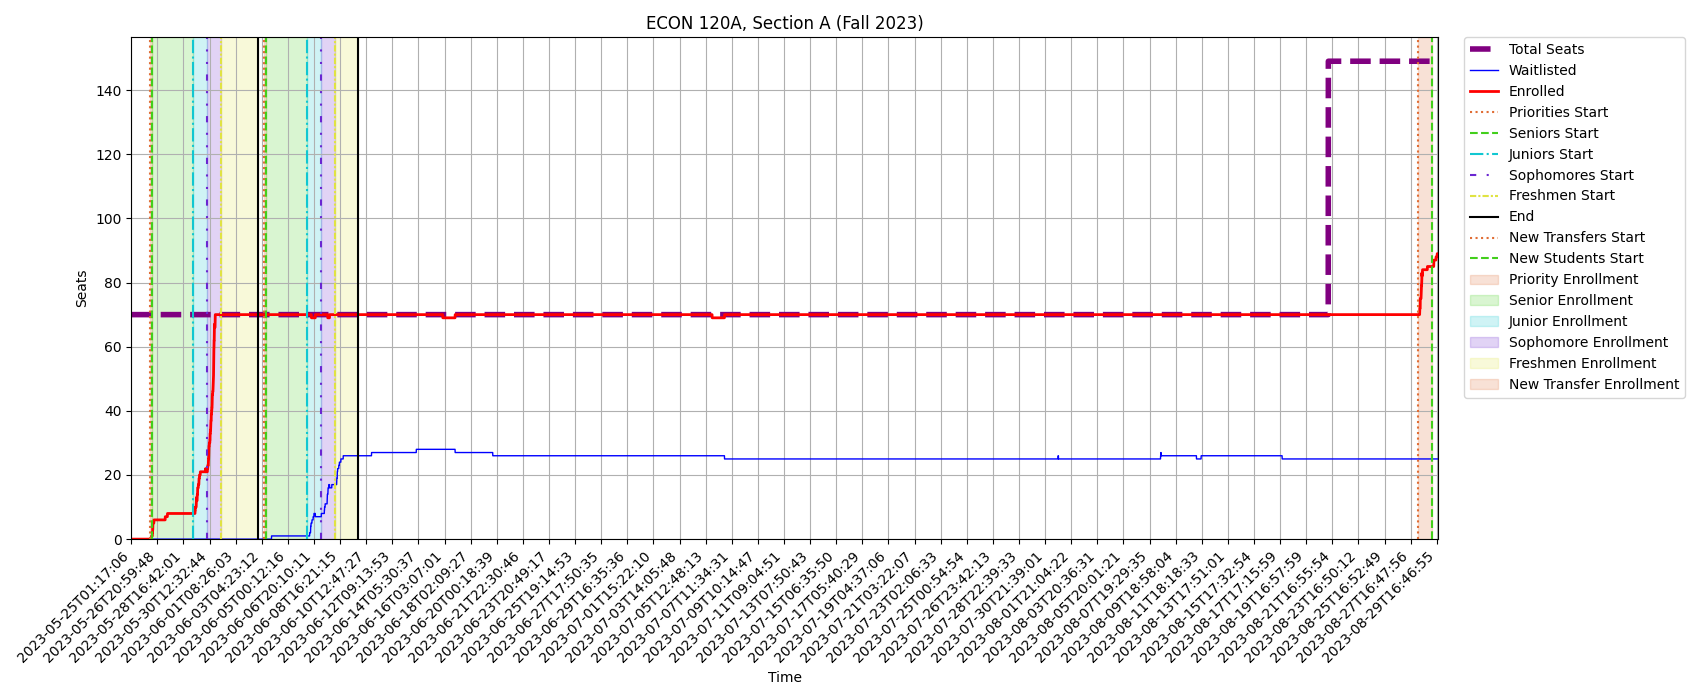 ECON 120A, Section A (Fall 2023)
Seats
140
120
100
80
60
40
20
0
2023-05-25T01:17:06
2023-05-26T20:59:48
2023-05-28T16:42:01
2023-05-30T12:32:44
2023-06-01T08:26:03
2023-06-03T04:23:12
2023-06-05T00:12:16
2023-06-06T20:10:11
2023-06-08T16:21:15
2023-06-10T12:47:27
2023-06-12T09:13:53
2023-06-14T05:30:37
2023-06-16T03:07:01
2023-06-18T02:09:27
2023-06-20T00:18:39
2023-06-21T22:30:46
2023-06-23T20:49:17
2023-06-25T19:14:53
2023-06-27T17:50:35
2023-06-29T16:35:36
2023-07-01T15:22:10
2023-07-03T14:05:48
2023-07-05T12:48:13
2023-07-07T11:34:31
2023-07-09T10:14:47
2023-07-11T09:04:51
2023-07-13T07:50:43
2023-07-15T06:35:50
2023-07-17T05:40:29
2023-07-19T04:37:06
2023-07-21T03:22:07
2023-07-23T02:06:33
2023-07-25T00:54:54
2023-07-26T23:42:13
2023-07-28T22:39:33
2023-07-30T21:39:01
2023-08-01T21:04:22
2023-08-03T20:36:31
2023-08-05T20:01:21
2023-08-07T19:29:35
2023-08-09T18:58:04
2023-08-11T18:18:33
2023-08-13T17:51:01
2023-08-15T17:32:54
2023-08-17T17:15:59
2023-08-19T16:57:59
2023-08-21T16:55:54
2023-08-23T16:50:12
2023-08-25T16:52:49
2023-08-27T16:47:56
2023-08-29T16:46:55
Time
Total Seats
Waitlisted
Enrolled
Priorities Start
Seniors Start
Juniors Start
Sophomores Start
Freshmen Start
End
New Transfers Start
New Students Start
Priority Enrollment
Senior Enrollment
Junior Enrollment
Sophomore Enrollment
Freshmen Enrollment
New Transfer Enrollment